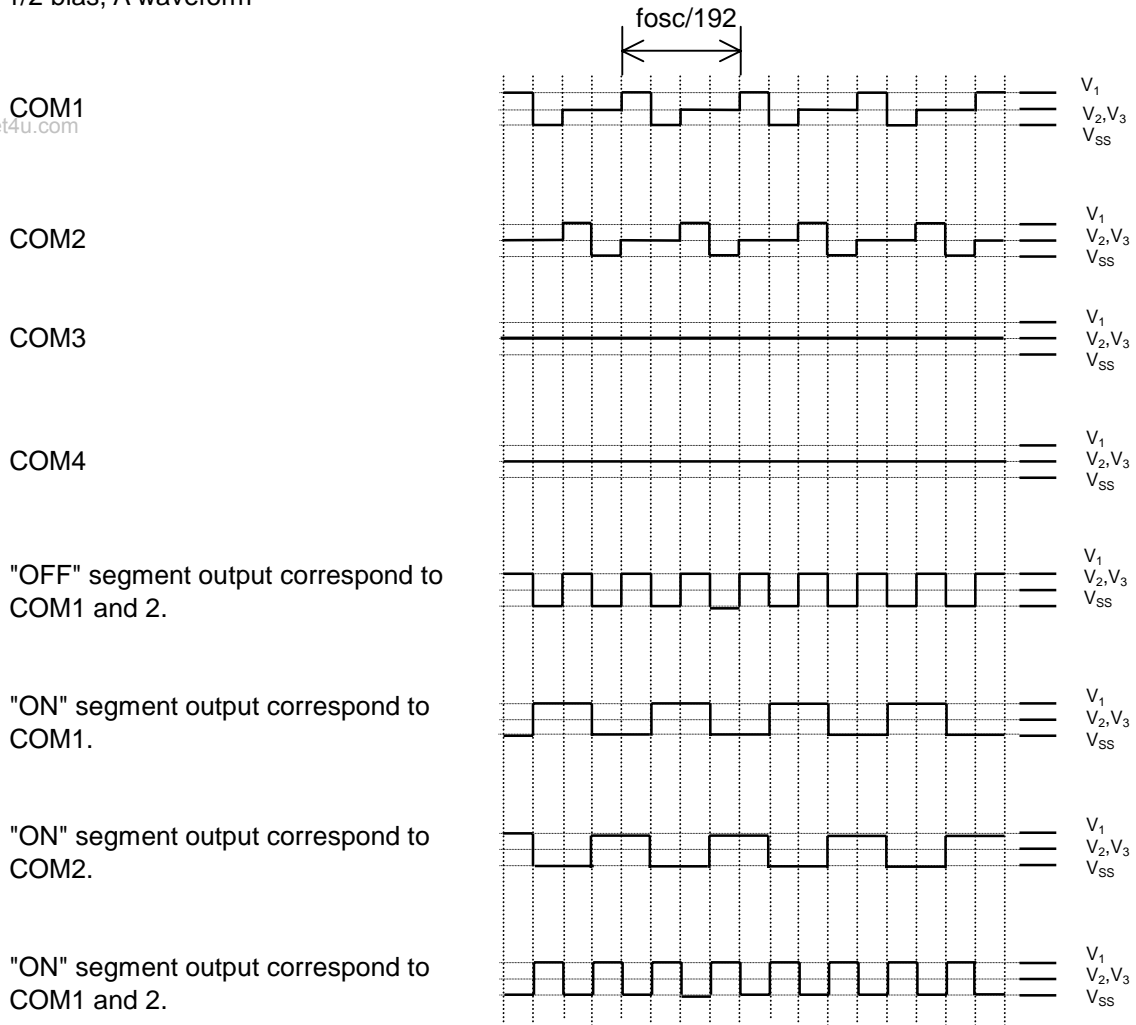 1/2 bias, A waveform
fosc/192
COM1
et4u.com
V1
V2,V3
VSS
COM2
V1
V2,V3
VSS
COM3
V1
V2,V3
VSS
COM4
V1
V2,V3
VSS
"OFF" segment output correspond to
COM1 and 2.
V1
V2,V3
VSS
"ON" segment output correspond to
COM1.
V1
V2,V3
VSS
"ON" segment output correspond to
COM2.
V1
V2,V3
VSS
"ON" segment output correspond to
COM1 and 2.
V1
V2,V3
VSS